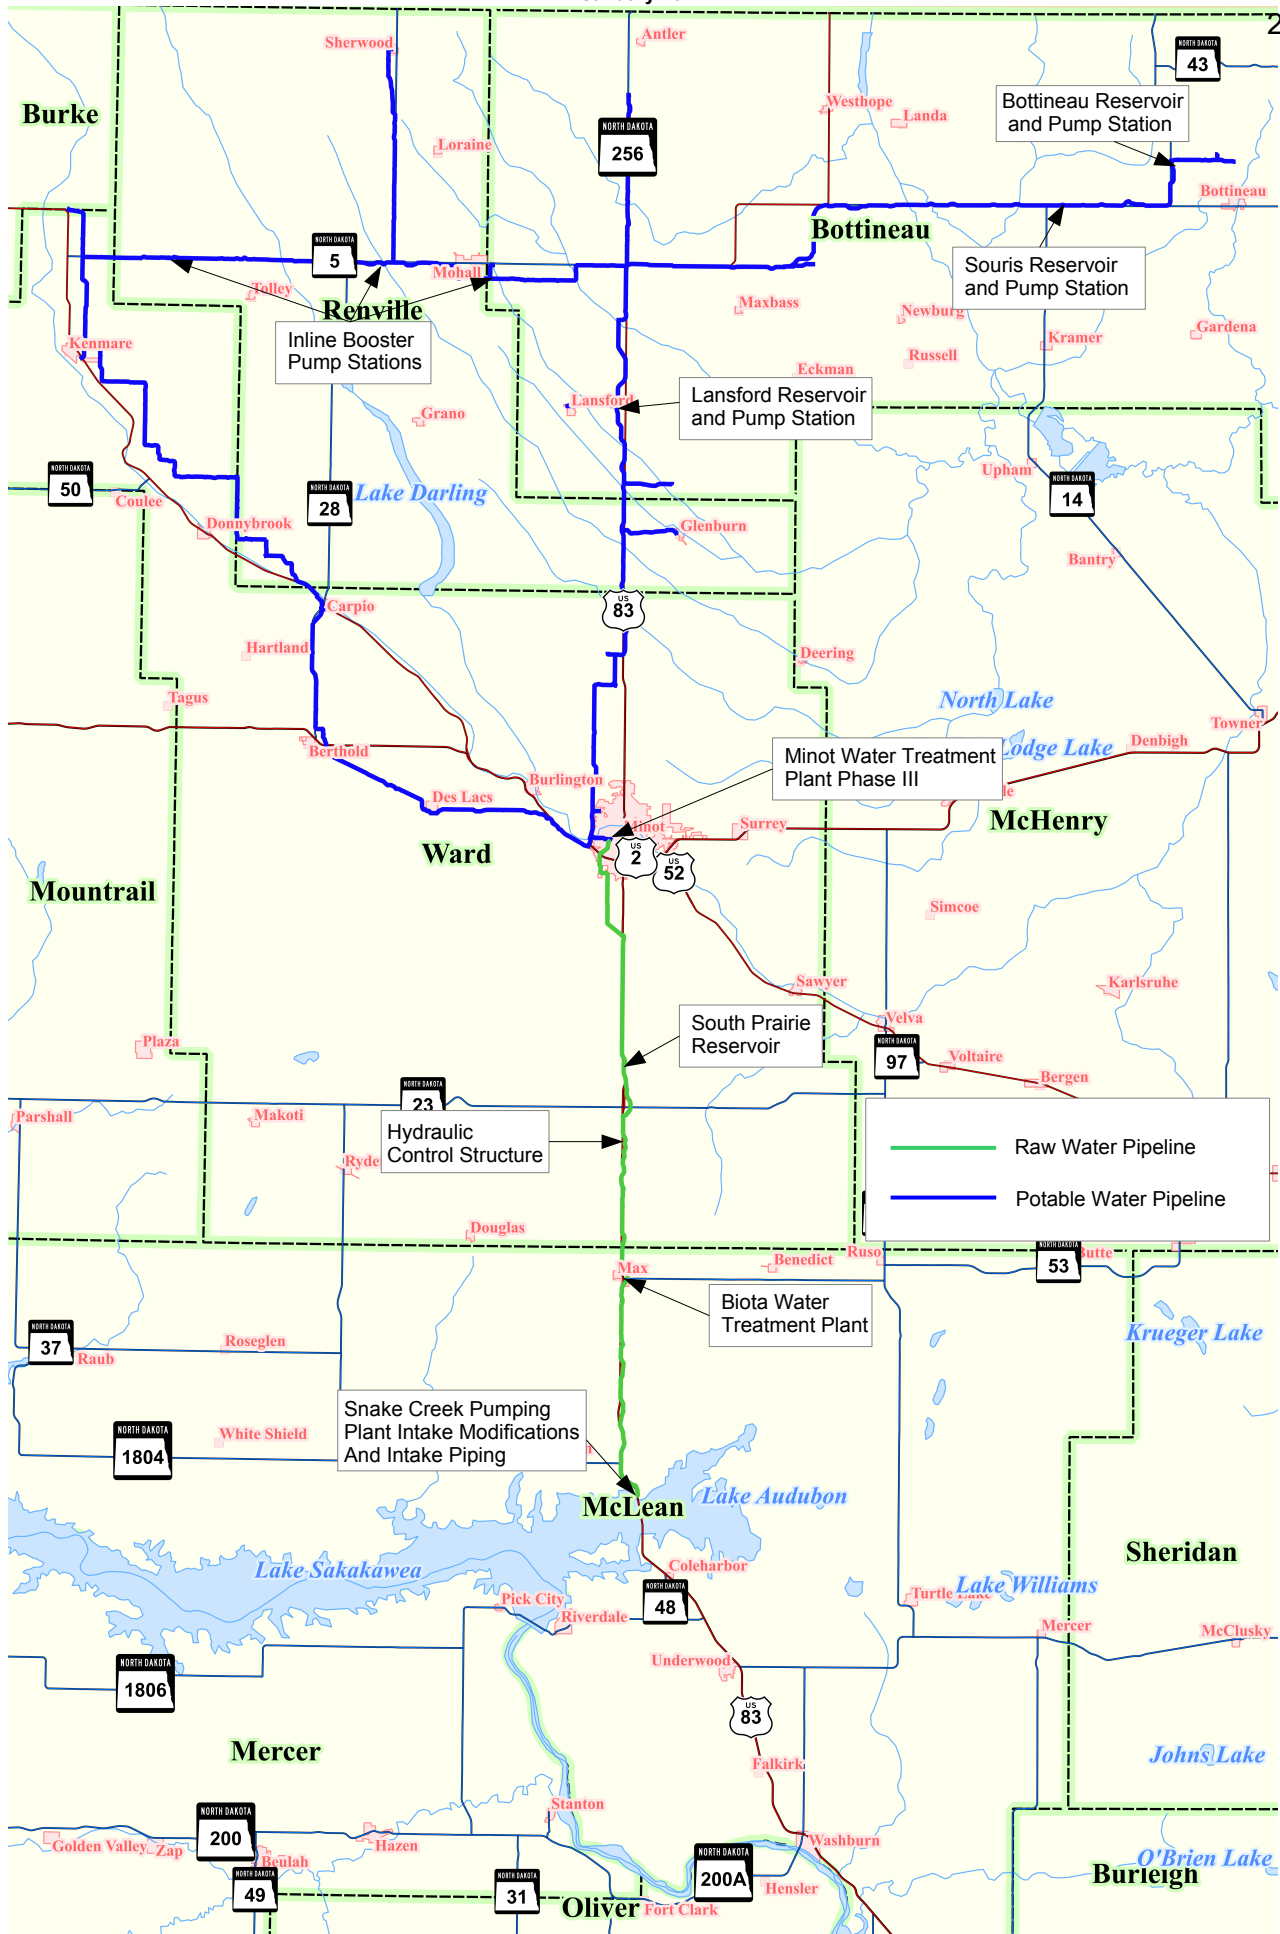 2
Sherwood
Antler
NORTH DAKOTA
43
Burke
Westhope
Landa
Bottineau Reservoir
and Pump Station
Loraine
NORTH DAKOTA
256
Bottineau
Bottineau
NORTH DAKOTA
5
Mohall
Souris Reservoir
and Pump Station
Tolley
Renville
Maxbass
Newburg
Gardena
Kenmare
Inline Booster
Pump Stations
Kramer
Russell
Eckman
Lansford
Lansford Reservoir
and Pump Station
Grano
NORTH DAKOTA
50
Coulee
NORTH DAKOTA
28
Lake Darling
Upham
NORTH DAKOTA
14
Donnybrook
Glenburn
Bantry
Carpio
US
83
Hartland
Deering
Tagus
North Lake
Towner
Berthold
Minot Water Treatment
Plant Phase III
Lodge Lake
Denbigh
Burlington
Des Lacs
Minot
Surrey
McHenry
Ward
US
2
US
52
Mountrail
Simcoe
Sawyer
Karlsruhe
Plaza
South Prairie
Reservoir
Velva
NORTH DAKOTA
97
Voltaire
Bergen
NORTH DAKOTA
23
Parshall
Makoti
Hydraulic
Control Structure
Raw Water Pipeline
Potable Water Pipeline
Douglas
Ruso
Butte
Benedict
NORTH DAKOTA
53
Max
Biota Water
Treatment Plant
Krueger Lake
NORTH DAKOTA
37
Raub
Roseglen
Snake Creek Pumping
Plant Intake Modifications
And Intake Piping
White Shield
NORTH DAKOTA
1804
McLean
Lake Audubon
Sheridan
Lake Sakakawea
Coleharbor
Lake Williams
Turtle Lake
Pick City
Riverdale
NORTH DAKOTA
48
Mercer
McClusky
Underwood
NORTH DAKOTA
1806
US
83
Mercer
Johns Lake
Falkirk
Stanton
NORTH DAKOTA
200
Golden Valley
Zap
Hazen
Washburn
Beulah
O'Brien Lake
Burleigh
NORTH DAKOTA
49
NORTH DAKOTA
31
NORTH DAKOTA
200A
Hensler
Oliver
Fort Clark